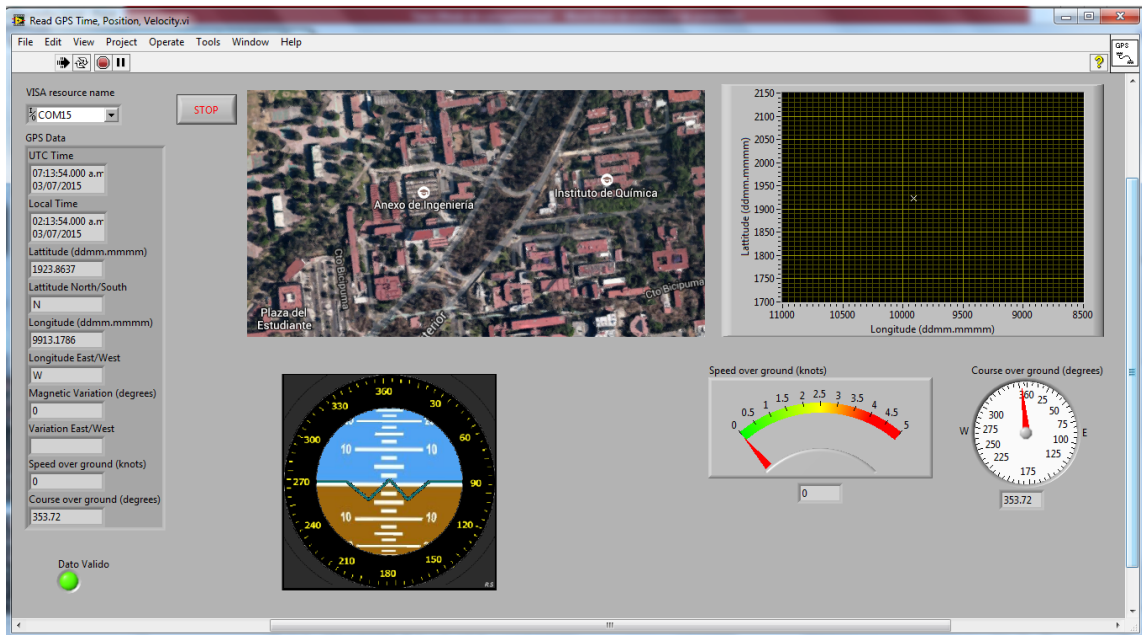 Read GPS Time, Position, Velocity.vi
File Edit View Project Operate Tools Window Help
GPS
VISA resource name
COM15
STOP
GPS Data
UTC Time
07:13:54.000 a.m
03/07/2015
Local Time
02:13:54.000 a.m
03/07/2015
Lattitude (ddmm.mmmm)
1923.8637
Lattitude North/South
N
Longitude (ddmm.mmmm)
9913.1786
Longitude East/West
W
Magnetic Variation (degrees)
0
Variation East/West
Speed over ground (knots)
0
Course over ground (degrees)
353.72
Dato Valido
Anexo de Ingeniería
Instituto de Química
Cto Bicipuma
Cto Bicipuma
Plaza del
Estudiante
terior
Lattitude (ddmm.mmmm)
2150
2100
2050
2000
1950
1900
1850
1800
1750
1700
11000 10500 10000 9500 9000 8500
Longitude (ddmm.mmmm)
360
30
60
90
120
150
180
210
240
270
300
330
10 10
10 10
RS
Speed over ground (knots)
0 0.5 1 1.5 2 2.5 3 3.5 4 4.5 5
0
Course over ground (degrees)
360 25
50
75
100
125
175
225
250
275
300
W E
353.72